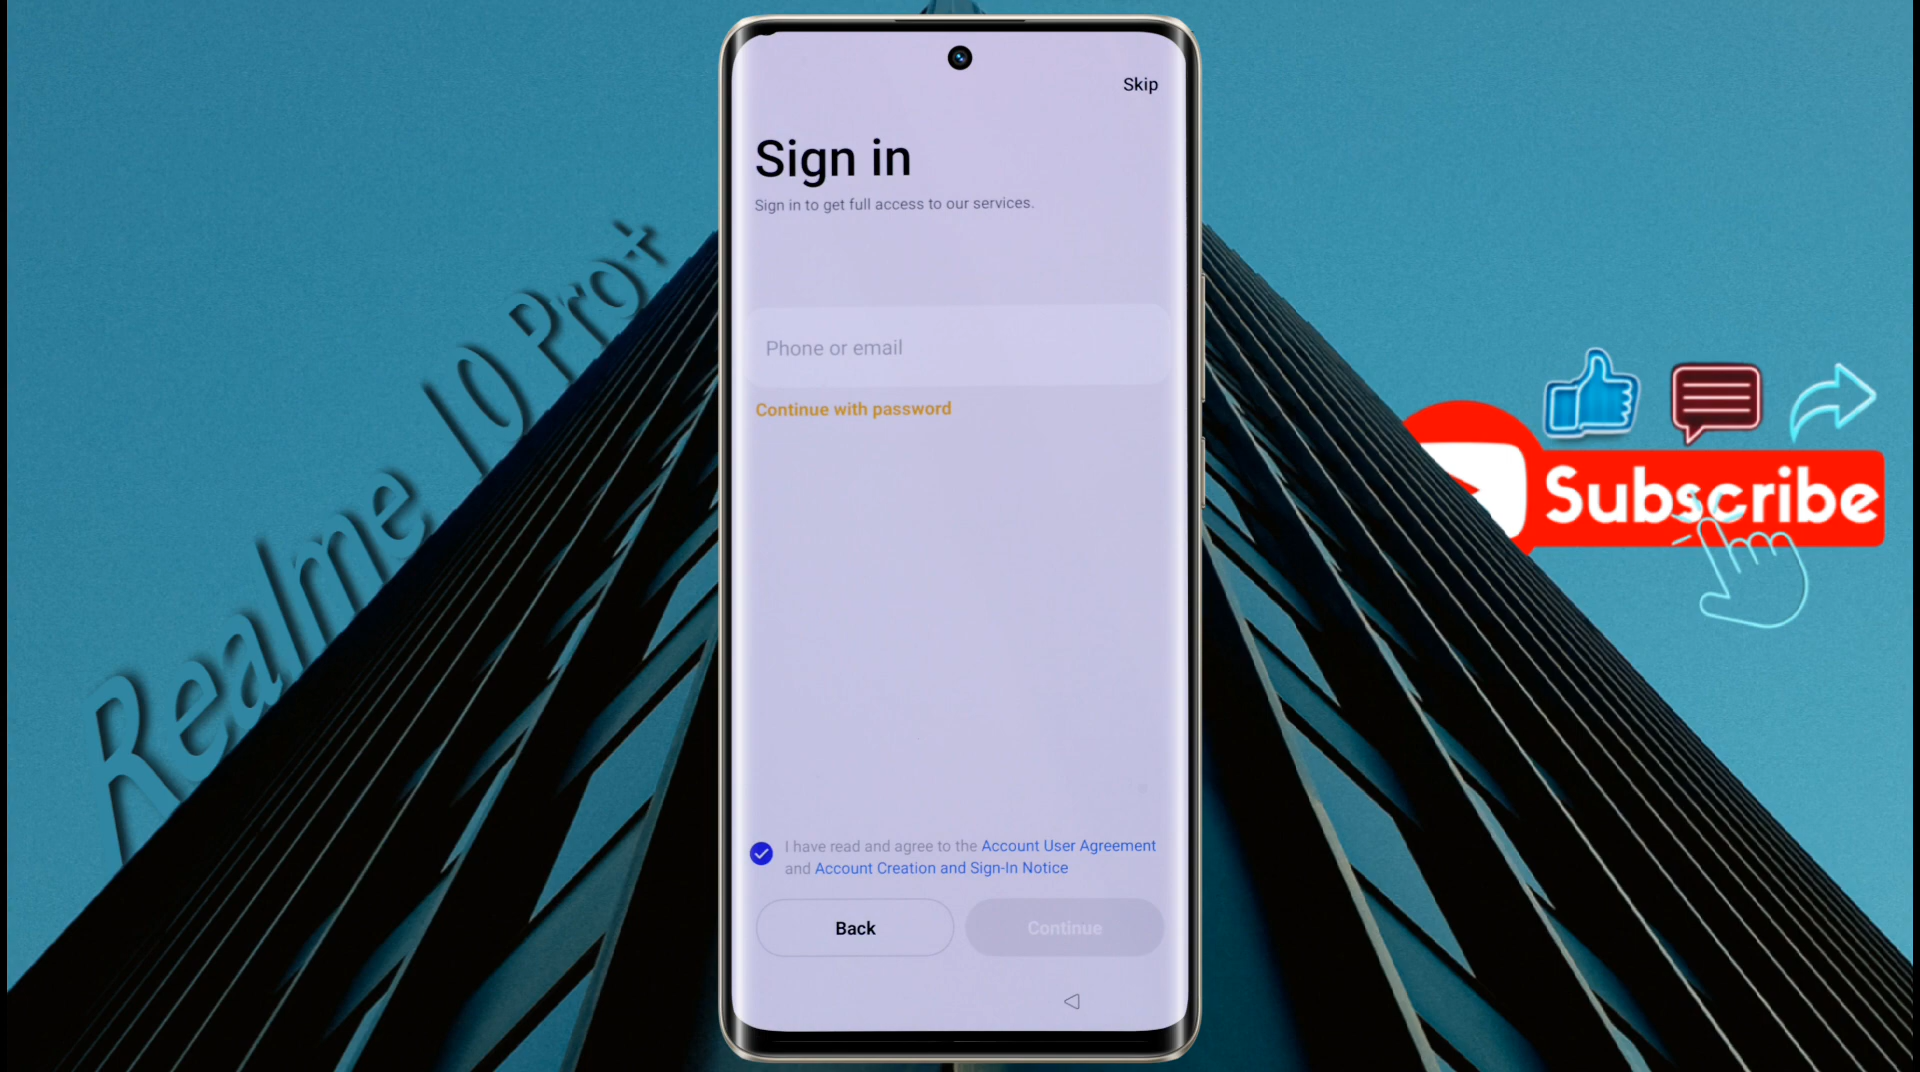 Skip
Sign in
Sign in to get full access to our services.
Realme 10 Pro+
Phone or email
Continue with password
Subscribe
I have read and agree to the Account User Agreement
and Account Creation and Sign-In Notice
Back
Continue